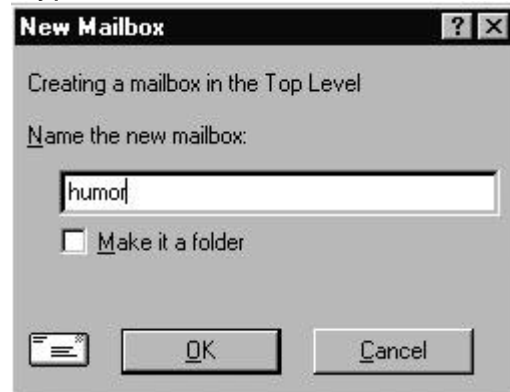 New Mailbox
Creating a mailbox in the Top Level
Name the new mailbox:
humor
Make it a folder
OK
Cancel